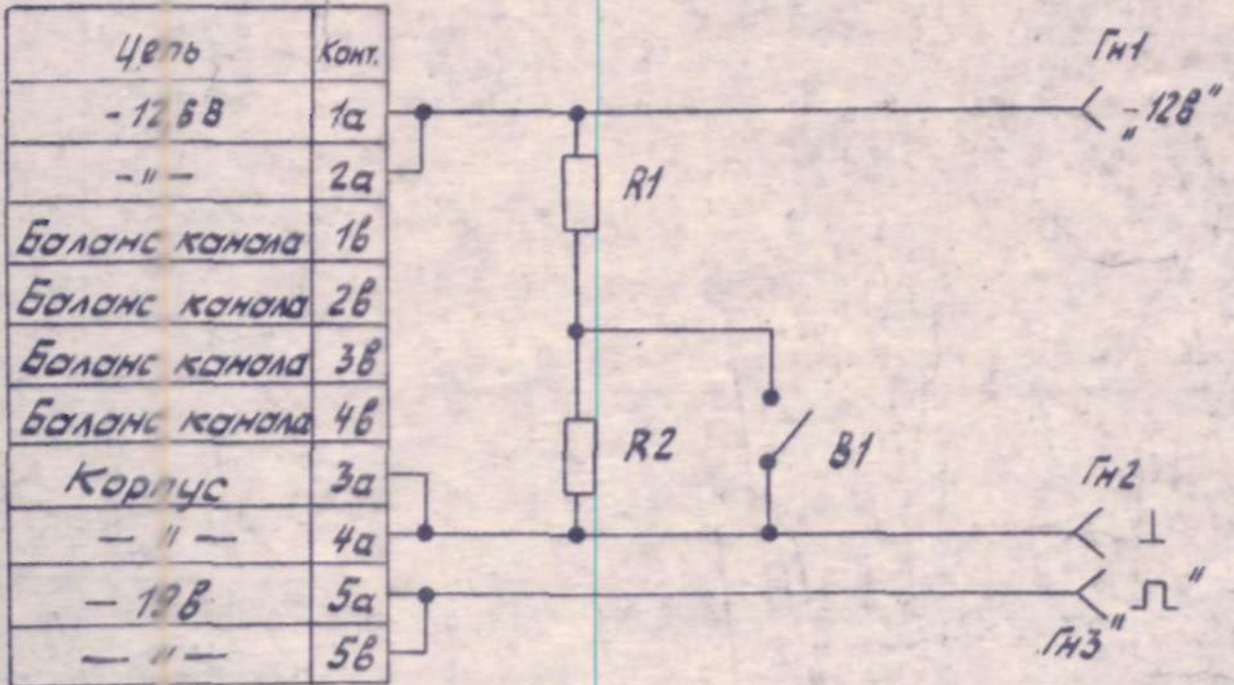 Цепь Конт.
- 12 6В 1а
- " - 2а
Баланс канала 1в
Баланс канала 2в
Баланс канала 3в
Баланс канала 4в
Корпус 3а
— " — 4а
- 19в 5а
— " — 5в
R1
R2
В1
Гн1
„-12в"
Гн2
⊥
Гн3
„⎍"